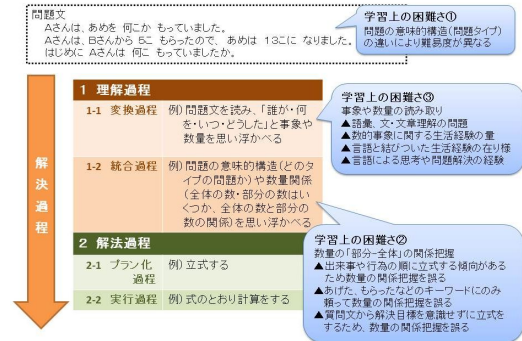 問題文
Aさんは、あめを 何こか もっていました。
Aさんは、Bさんから 5こ もらったので、あめは 13こに なりました。
はじめに Aさんは 何こ もっていましたか。
学習上の困難さ①
問題の意味的構造(問題タイプ)
の違いにより難易度が異なる
解決過程
1 理解過程
1-1 変換過程
例)問題文を読み、「誰が・何
を・いつ・どうした」と事象や
数量を思い浮かべる
1-2 統合過程
例)問題の意味的構造(どのタ
イプの問題か)や数量関係
(全体の数・部分の数はい
くつか、全体の数と部分の
数の関係)を思い浮かべる
2 解法過程
2-1 プラン化
過程
例)立式する
2-2 実行過程
例)式のとおり計算をする
学習上の困難さ③
事象や数量の読み取り
▲語彙、文・文章理解の問題
▲数的事象に関する生活経験の量
▲言語と結びついた生活経験の在り様
▲言語による思考や問題解決の経験
学習上の困難さ②
数量の「部分-全体」の関係把握
▲出来事や行為の順に立式する傾向がある
ため数量の関係把握を誤る
▲あげた、もらったなどのキーワードにのみ
頼って数量の関係把握を誤る
▲質問文から解決目標を意識せずに立式を
するため、数量の関係把握を誤る